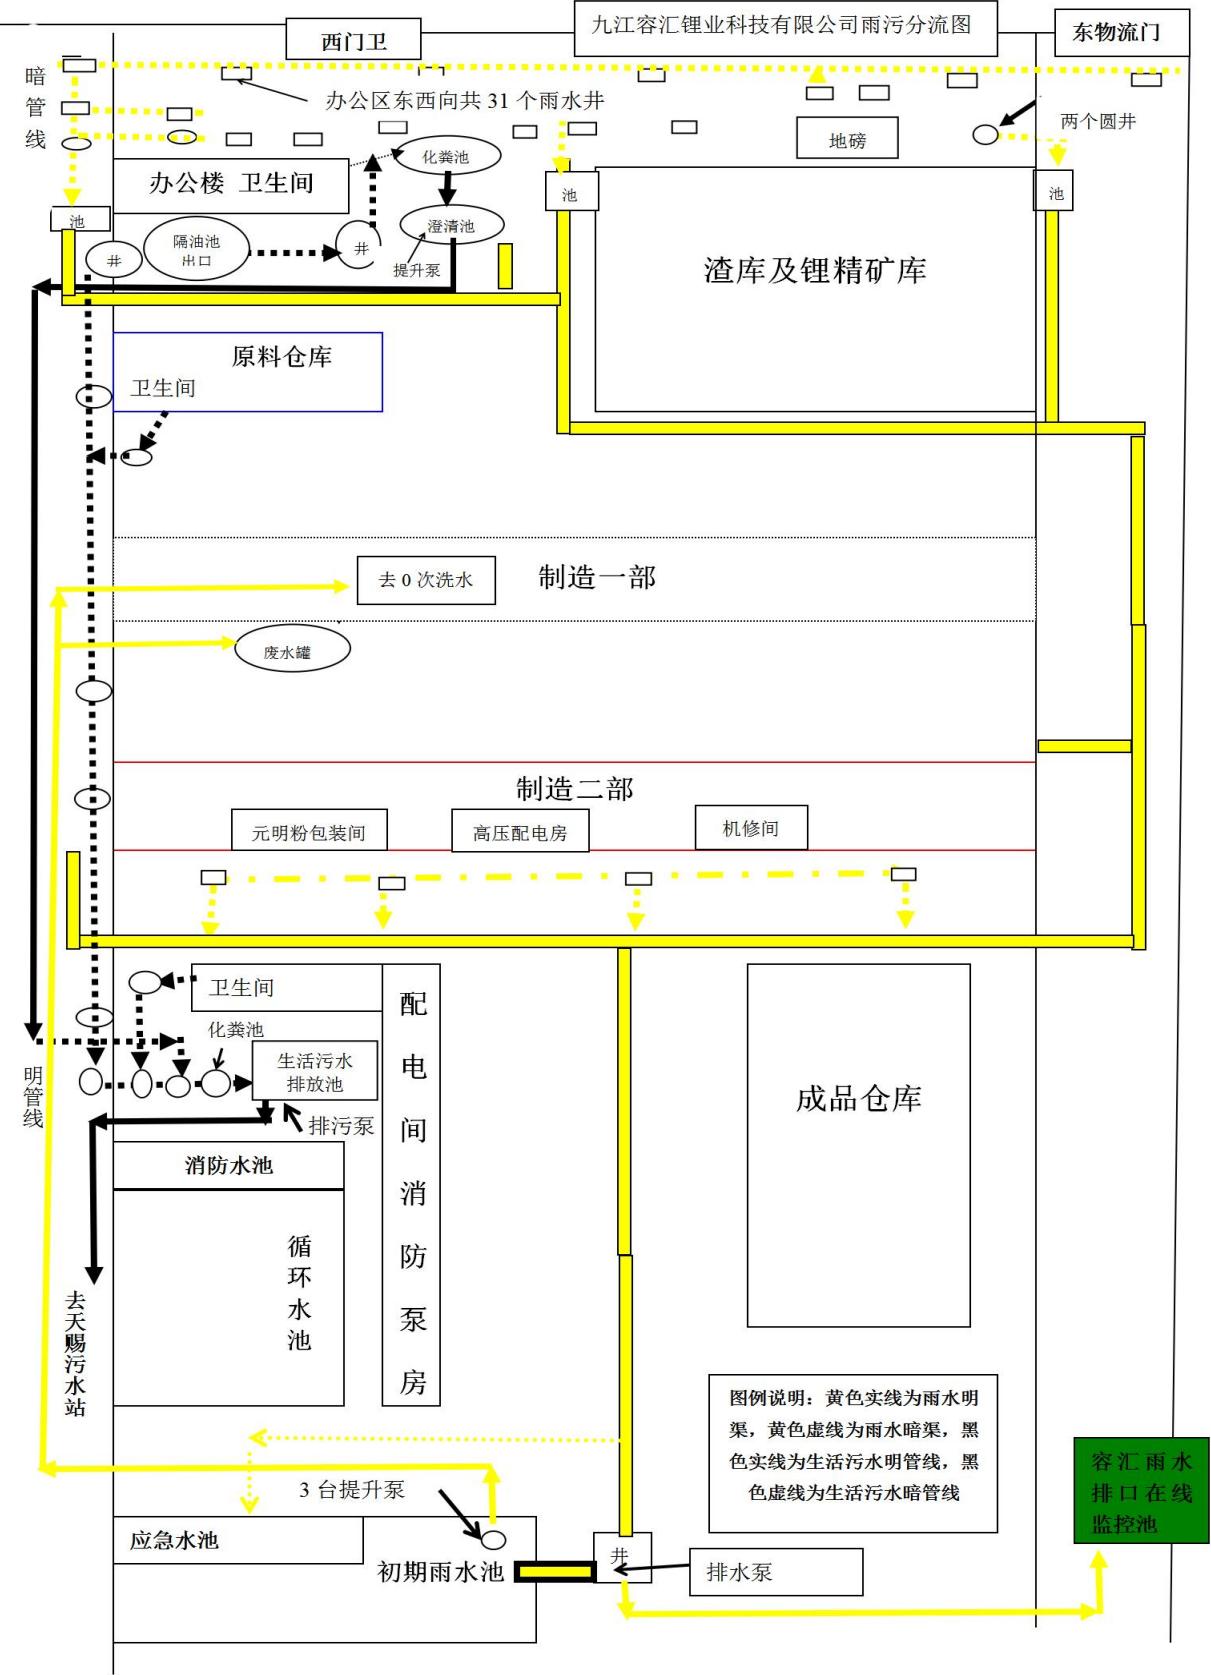 九江容汇锂业科技有限公司雨污分流图
西门卫
东物流门
暗管线
办公区东西向共 31 个雨水井
两个圆井
地磅
化粪池
办公楼 卫生间
池
池
池
澄清池
隔油池
出口
井
井
提升泵
渣库及锂精矿库
原料仓库
卫生间
去 0 次洗水
制造一部
废水罐
制造二部
元明粉包装间
高压配电房
机修间
卫生间
配电间消防泵房
化粪池
生活污水
排放池
明管线
排污泵
成品仓库
消防水池
循环水池
去天赐污水站
图例说明：黄色实线为雨水明
渠，黄色虚线为雨水暗渠，黑
色实线为生活污水明管线，黑
色虚线为生活污水暗管线
容汇雨水
排口在线
监控池
3 台提升泵
应急水池
初期雨水池
井
排水泵